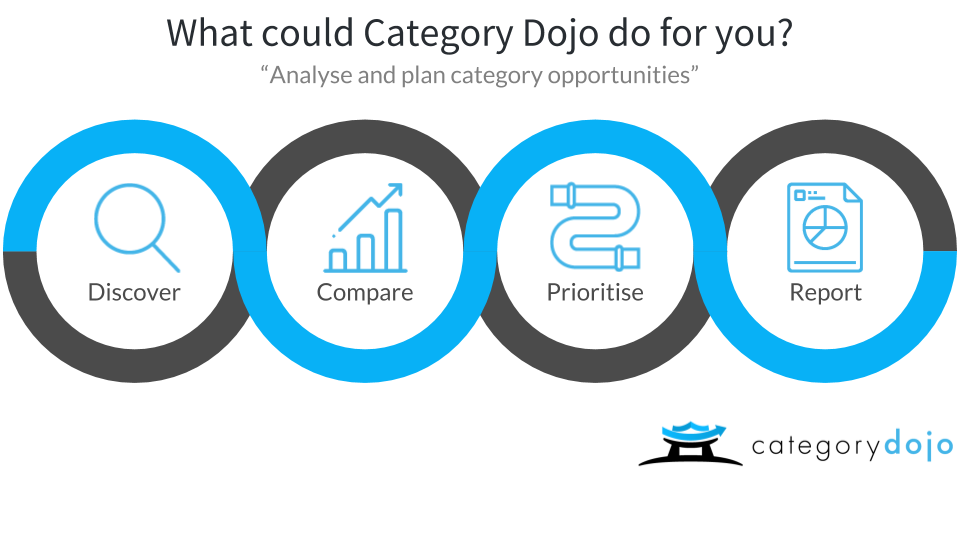 What could Category Dojo do for you?
“Analyse and plan category opportunities”
Discover
Compare
Prioritise
Report
categorydojo